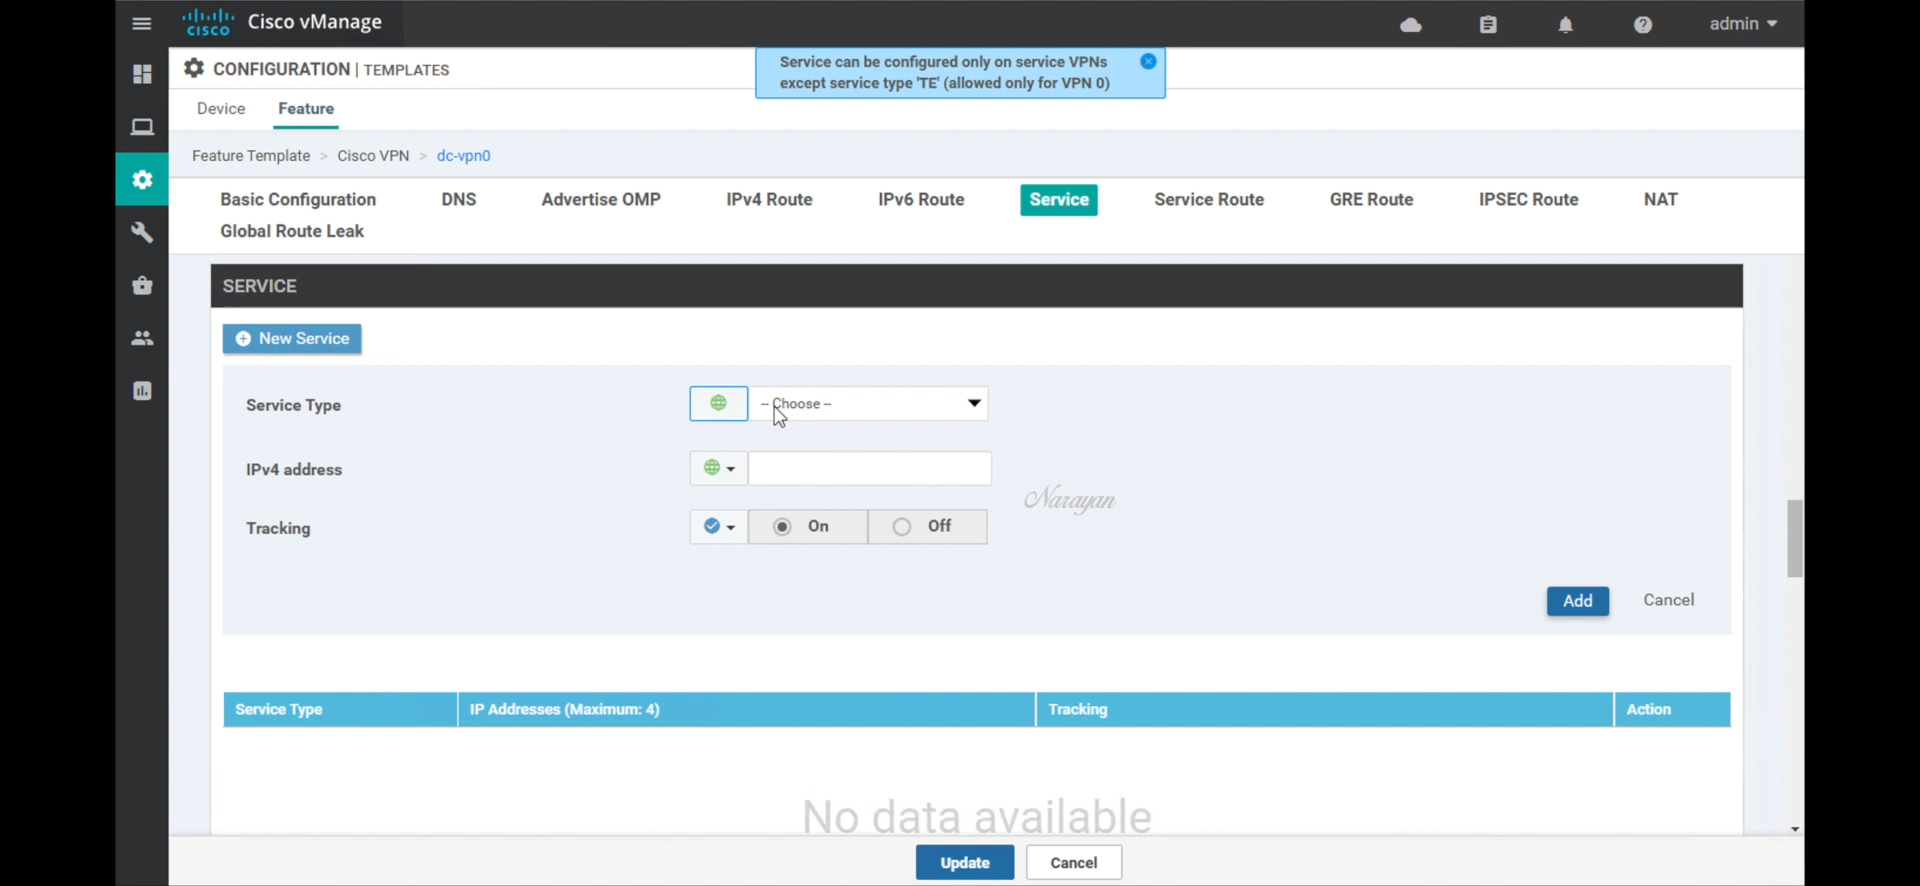 cisco Cisco vManage
admin
CONFIGURATION | TEMPLATES
Service can be configured only on service VPNs
except service type 'TE' (allowed only for VPN 0)
Device Feature
Feature Template > Cisco VPN > dc-vpn0
Basic Configuration DNS Advertise OMP IPv4 Route IPv6 Route Service Service Route GRE Route IPSEC Route NAT
Global Route Leak
SERVICE
New Service
Service Type -- Choose --
IPv4 address
Narayan
Tracking On Off
Add Cancel
Service Type IP Addresses (Maximum: 4) Tracking Action
No data available
Update Cancel